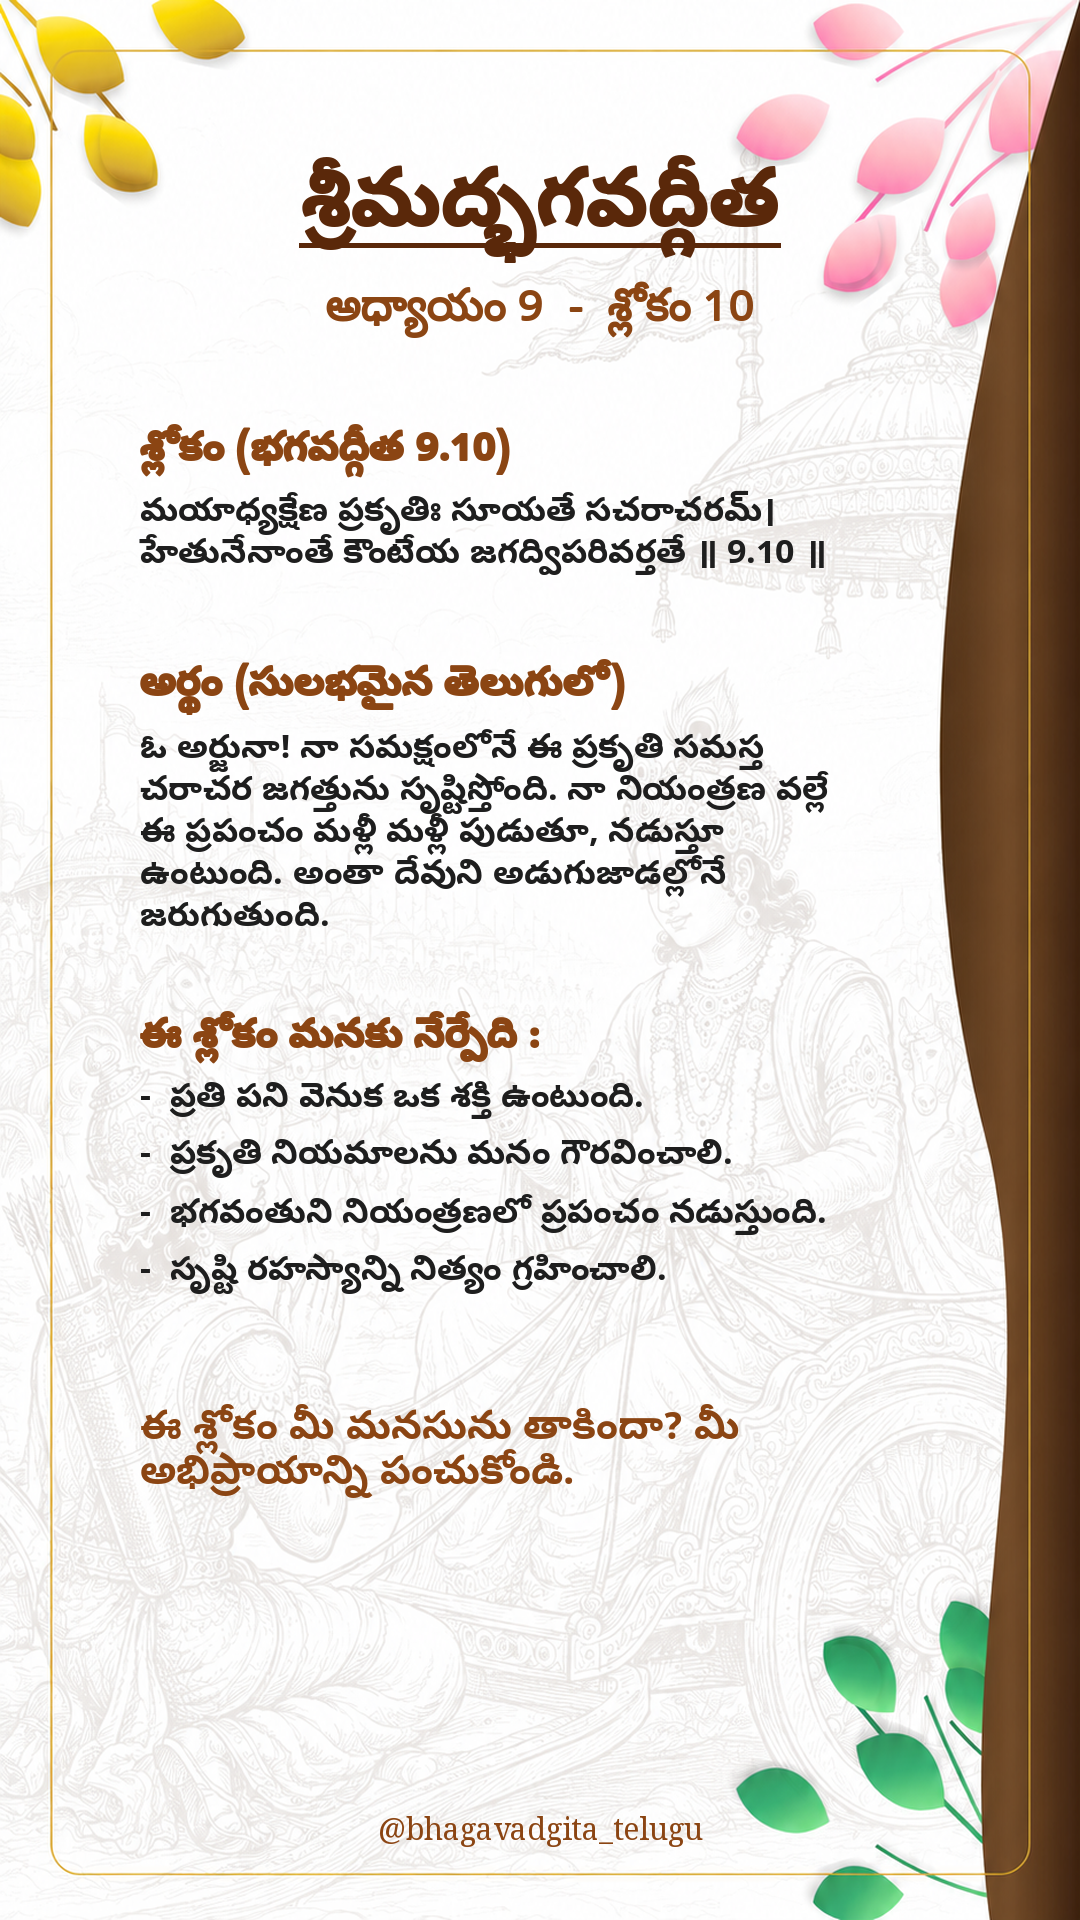 శ్రీమద్భగవద్గీత
అధ్యాయం 9 - శ్లోకం 10
శ్లోకం (భగవద్గీత 9.10)
మయాధ్యక్షేణ ప్రకృతిః సూయతే సచరాచరమ్।
హేతునేనాంతే కౌంటేయ జగద్విపరివర్తతే ॥ 9.10 ॥
అర్థం (సులభమైన తెలుగులో)
ఓ అర్జునా! నా సమక్షంలోనే ఈ ప్రకృతి సమస్త
చరాచర జగత్తును సృష్టిస్తోంది. నా నియంత్రణ వల్లే
ఈ ప్రపంచం మళ్లీ మళ్లీ పుడుతూ, నడుస్తూ
ఉంటుంది. అంతా దేవుని అడుగుజాడల్లోనే
జరుగుతుంది.
ఈ శ్లోకం మనకు నేర్పేది :
- ప్రతి పని వెనుక ఒక శక్తి ఉంటుంది.
- ప్రకృతి నియమాలను మనం గౌరవించాలి.
- భగవంతుని నియంత్రణలో ప్రపంచం నడుస్తుంది.
- సృష్టి రహస్యాన్ని నిత్యం గ్రహించాలి.
ఈ శ్లోకం మీ మనసును తాకిందా? మీ
అభిప్రాయాన్ని పంచుకోండి.
@bhagavadgita_telugu